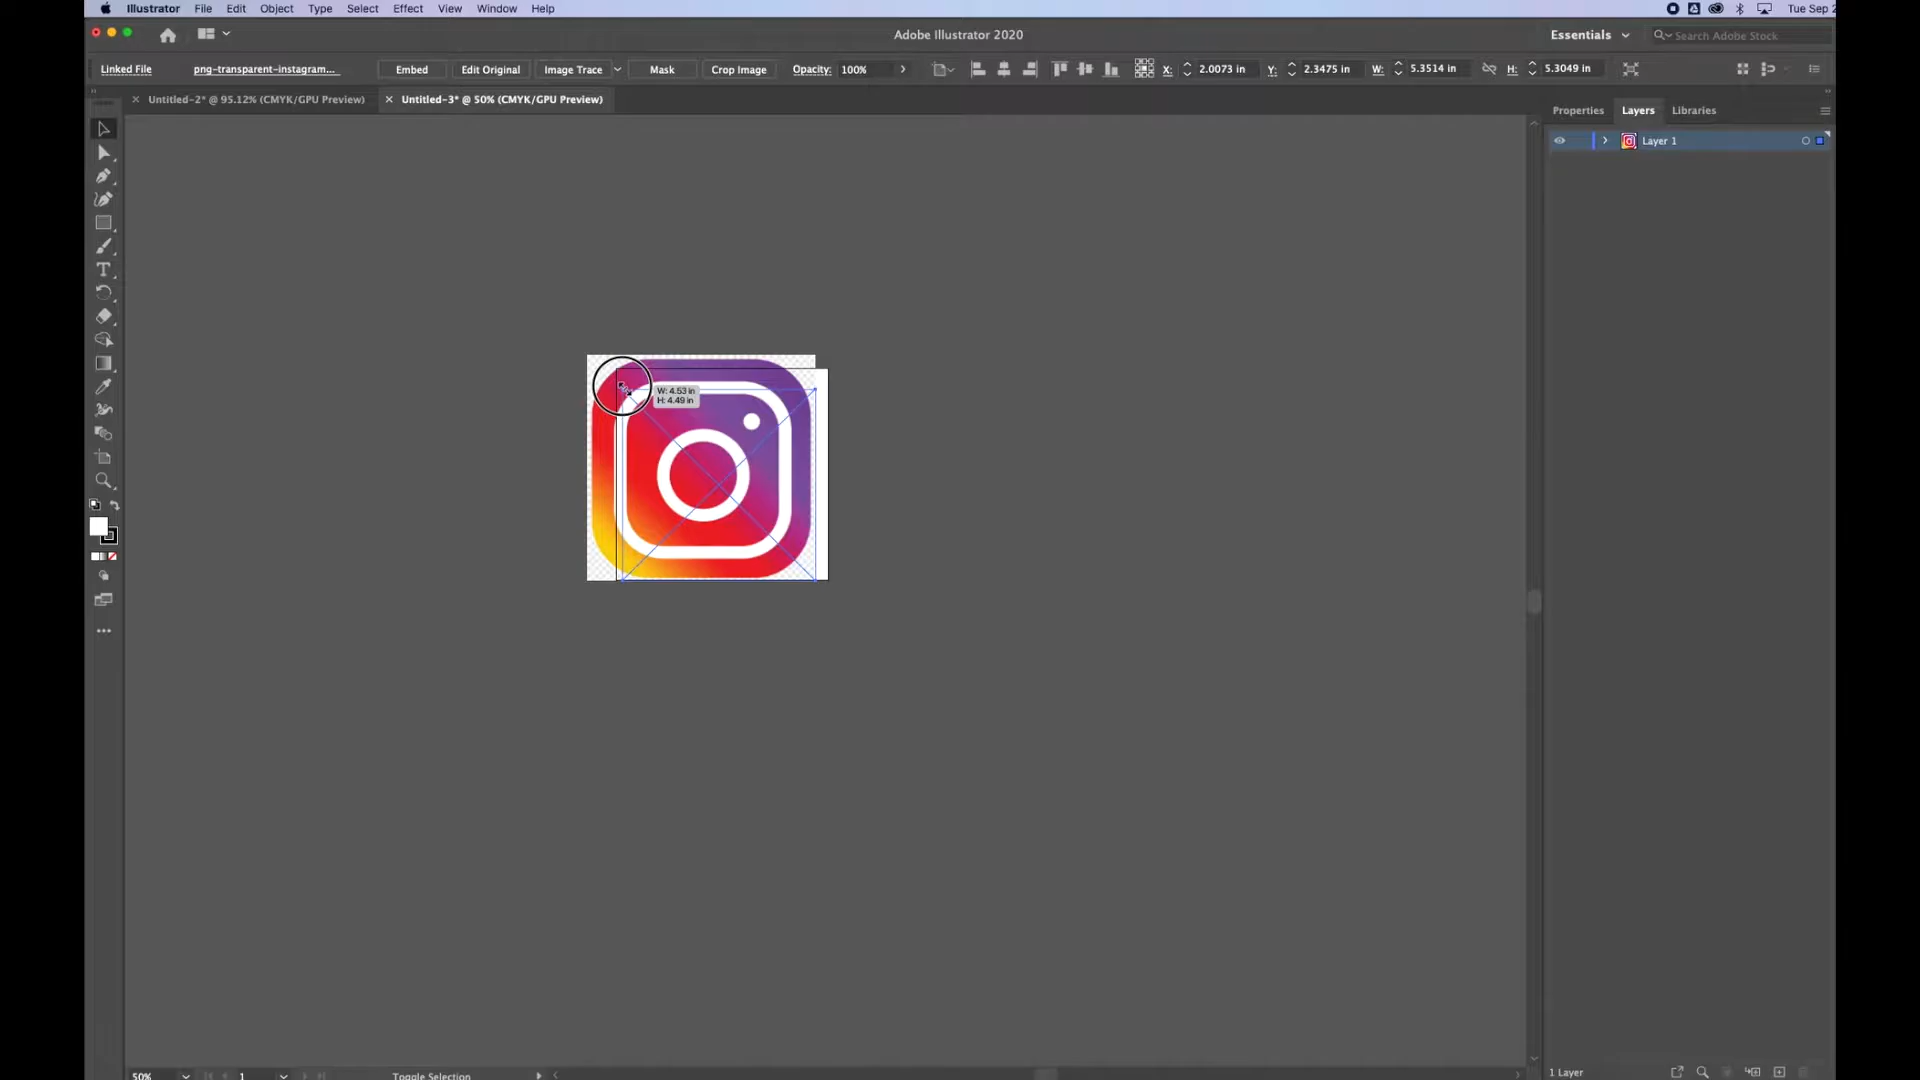 Illustrator File Edit Object Type Select Effect View Window Help
Tue Sep 2
Adobe Illustrator 2020
Essentials
Search Adobe Stock
Linked File png-transparent-instagram... Embed Edit Original Image Trace Mask Crop Image Opacity: 100% X: 2.0073 in Y: 2.3475 in W: 5.3514 in H: 5.3049 in
× Untitled-2* @ 95.12% (CMYK/GPU Preview) × Untitled-3* @ 50% (CMYK/GPU Preview)
Properties Layers Libraries
Layer 1
W: 4.53 in
H: 4.49 in
50% 1 Toggle Selection
1 Layer